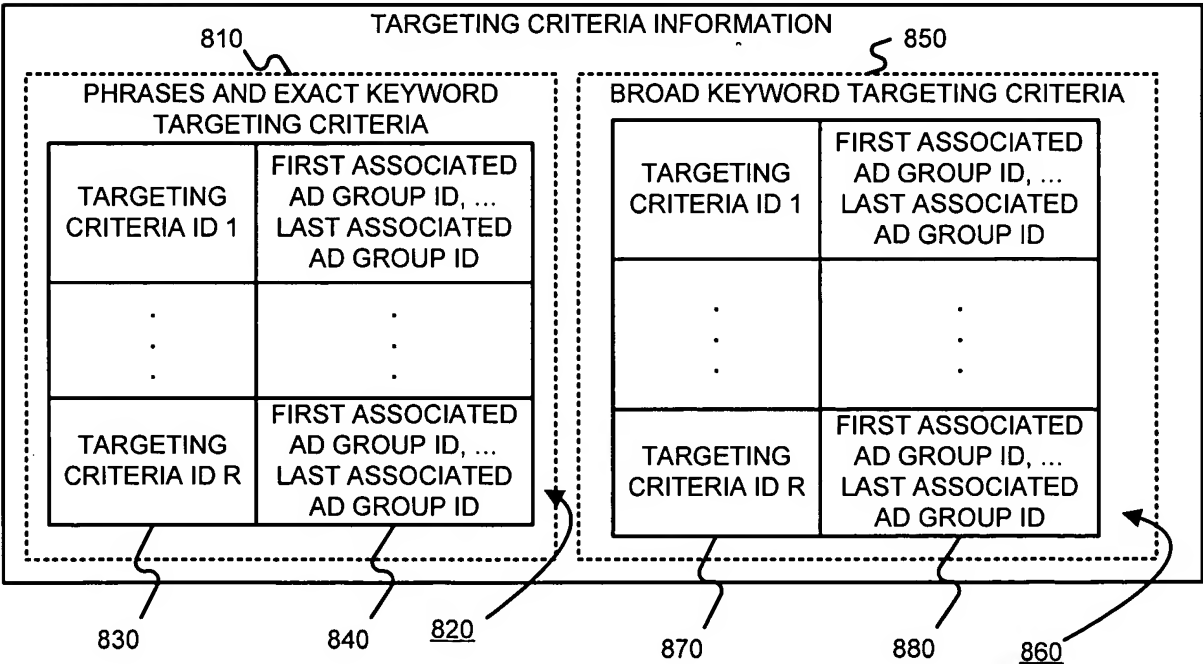 TARGETING CRITERIA INFORMATION
810
850
PHRASES AND EXACT KEYWORD
TARGETING CRITERIA
TARGETING
CRITERIA ID 1
FIRST ASSOCIATED
AD GROUP ID, ...
LAST ASSOCIATED
AD GROUP ID
.
.
.
.
.
.
TARGETING
CRITERIA ID R
FIRST ASSOCIATED
AD GROUP ID, ...
LAST ASSOCIATED
AD GROUP ID
BROAD KEYWORD TARGETING CRITERIA
TARGETING
CRITERIA ID 1
FIRST ASSOCIATED
AD GROUP ID, ...
LAST ASSOCIATED
AD GROUP ID
.
.
.
.
.
.
TARGETING
CRITERIA ID R
FIRST ASSOCIATED
AD GROUP ID, ...
LAST ASSOCIATED
AD GROUP ID
830
840
820
870
880
860